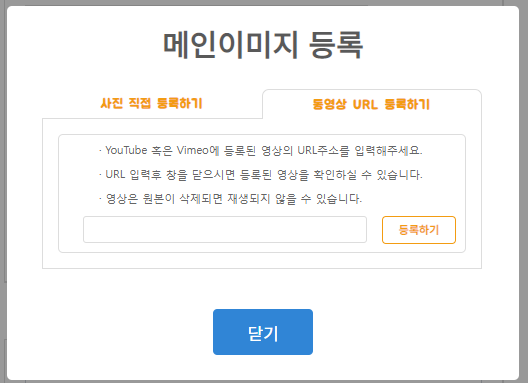 메인이미지 등록
사진 직접 등록하기
동영상 URL 등록하기
· YouTube 혹은 Vimeo에 등록된 영상의 URL주소를 입력해주세요.
· URL 입력후 창을 닫으시면 등록된 영상을 확인하실 수 있습니다.
· 영상은 원본이 삭제되면 재생되지 않을 수 있습니다.
등록하기
닫기